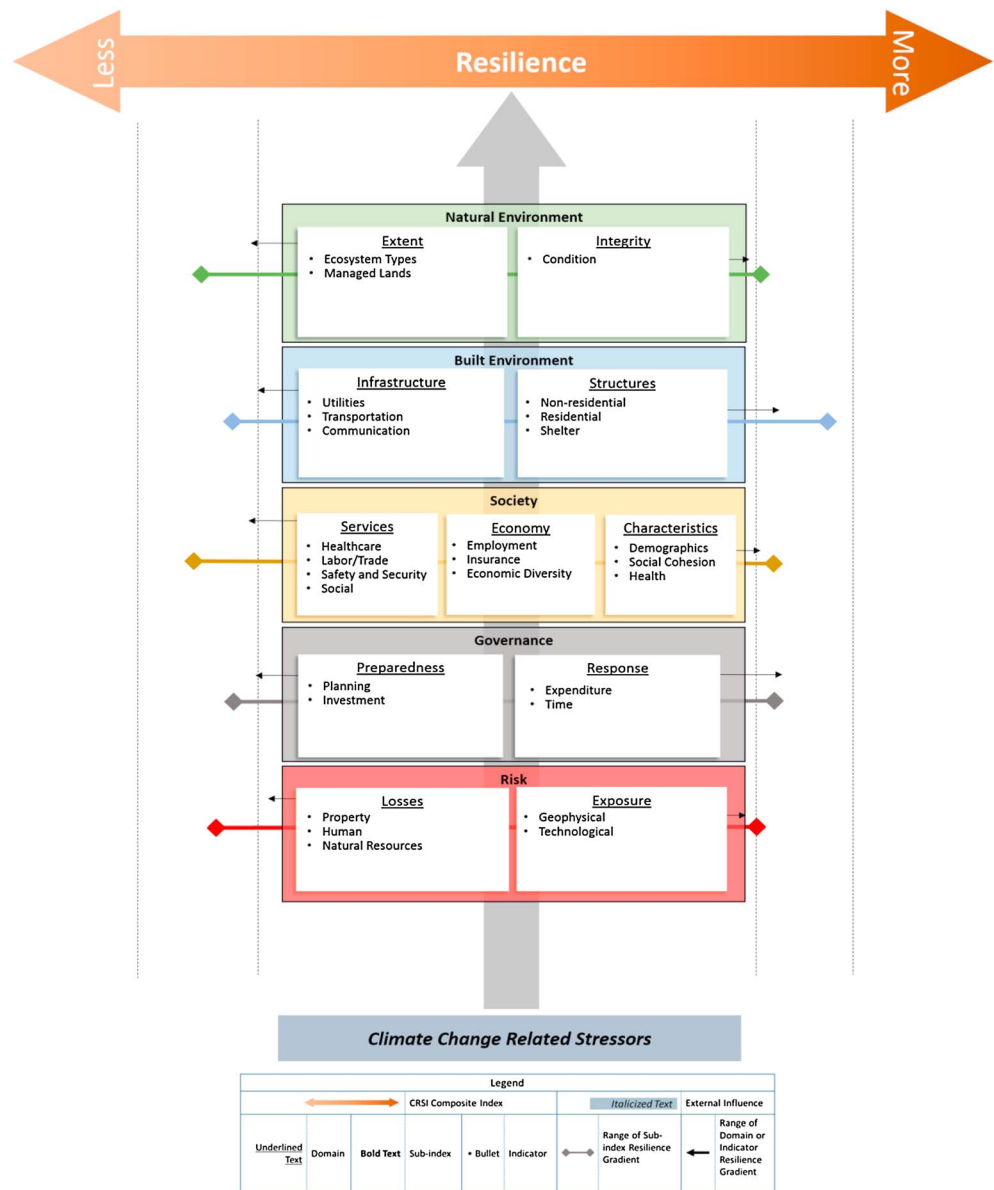 Less
Resilience
More
Natural Environment
Extent
• Ecosystem Types
• Managed Lands
Integrity
• Condition
Built Environment
Infrastructure
• Utilities
• Transportation
• Communication
Structures
• Non-residential
• Residential
• Shelter
Society
Services
• Healthcare
• Labor/Trade
• Safety and Security
• Social
Economy
• Employment
• Insurance
• Economic Diversity
Characteristics
• Demographics
• Social Cohesion
• Health
Governance
Preparedness
• Planning
• Investment
Response
• Expenditure
• Time
Risk
Losses
• Property
• Human
• Natural Resources
Exposure
• Geophysical
• Technological
Climate Change Related Stressors
Legend
CRSI Composite Index
Italicized Text
External Influence
Underlined
Text
Domain
Bold Text
Sub-index
• Bullet
Indicator
Range of Sub-
index Resilience
Gradient
Range of
Domain or
Indicator
Resilience
Gradient